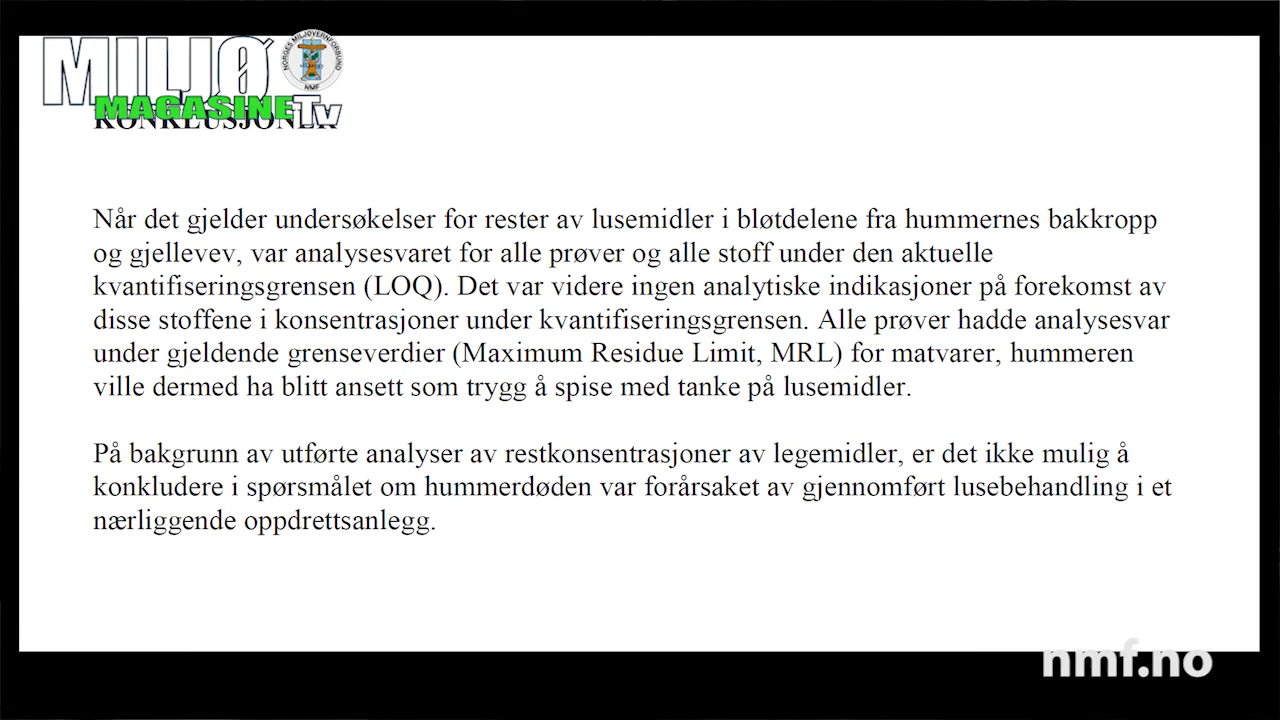 MILJØ
NORGES MILJØVERNFORBUND
NMF
MAGASINET TV
KONKLUSJONER
Når det gjelder undersøkelser for rester av lusemidler i bløtdelene fra hummernes bakkropp
og gjellevev, var analysesvaret for alle prøver og alle stoff under den aktuelle
kvantifiseringsgrensen (LOQ). Det var videre ingen analytiske indikasjoner på forekomst av
disse stoffene i konsentrasjoner under kvantifiseringsgrensen. Alle prøver hadde analysesvar
under gjeldende grenseverdier (Maximum Residue Limit, MRL) for matvarer, hummeren
ville dermed ha blitt ansett som trygg å spise med tanke på lusemidler.
På bakgrunn av utførte analyser av restkonsentrasjoner av legemidler, er det ikke mulig å
konkludere i spørsmålet om hummerdøden var forårsaket av gjennomført lusebehandling i et
nærliggende oppdrettsanlegg.
nmf.no